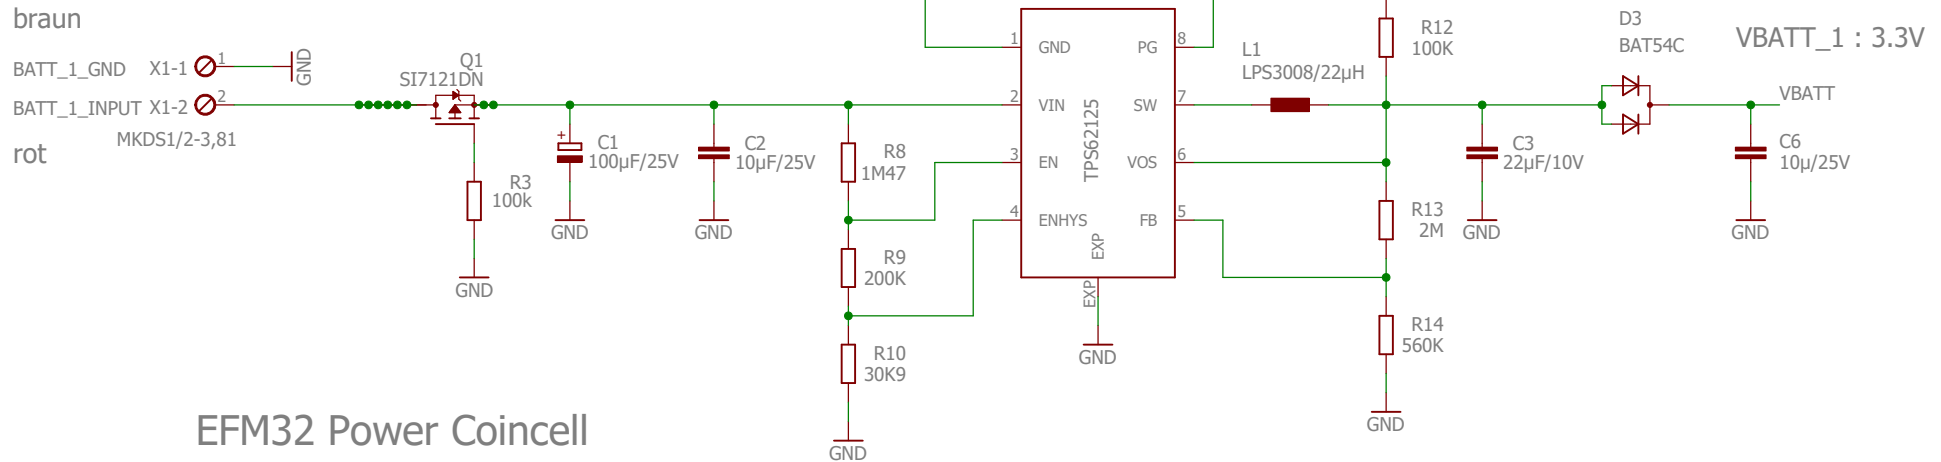 braun
BATT_1_GND X1-1 1
GND
BATT_1_INPUT X1-2 2
MKDS1/2-3,81
rot
Q1
SI7121DN
R3
100k
GND
+
C1
100µF/25V
GND
C2
10µF/25V
GND
R8
1M47
R9
200K
R10
30K9
GND
1 GND
2 VIN
3 EN
4 ENHYS
TPS62125
PG 8
SW 7
VOS 6
FB 5
EXP
EXP
GND
L1
LPS3008/22µH
R12
100K
R13
2M
R14
560K
GND
C3
22µF/10V
GND
D3
BAT54C
VBATT_1 : 3.3V
VBATT
C6
10µ/25V
GND
EFM32 Power Coincell